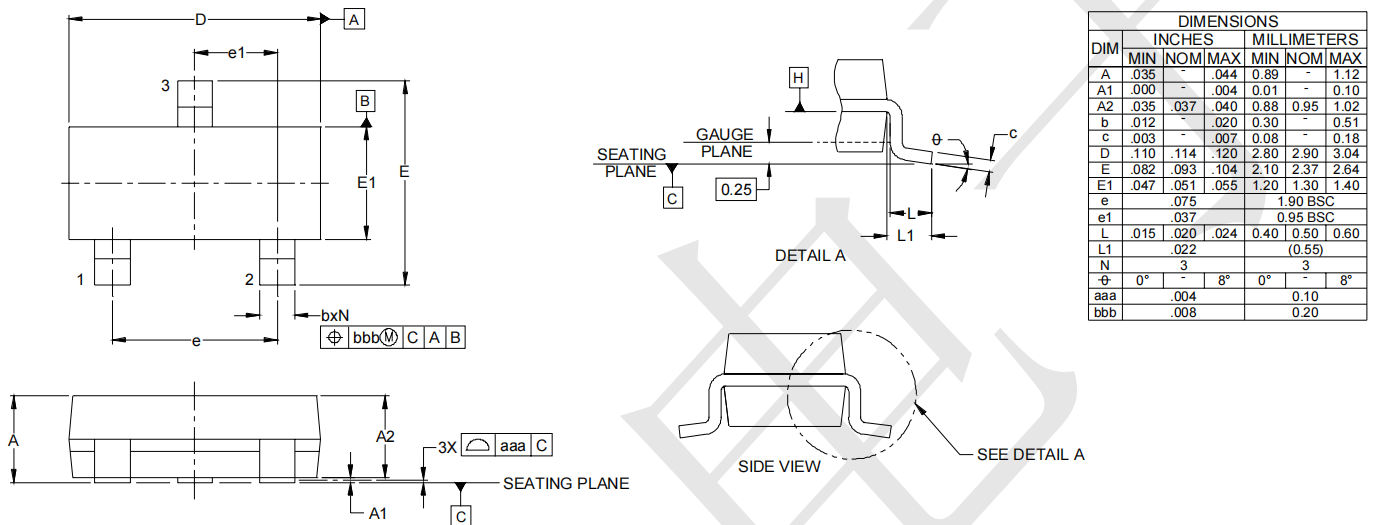 D
A
e1
3
B
E1
E
1
2
bxN
e
bbb Ⓜ C A B
H
GAUGE
PLANE
SEATING
PLANE
C
0.25
θ
c
L
L1
DETAIL A
A
A2
A1
3X aaa C
SEATING PLANE
C
SIDE VIEW
SEE DETAIL A
DIMENSIONS
DIM INCHES MILLIMETERS
MIN NOM MAX MIN NOM MAX
A .035 - .044 0.89 - 1.12
A1 .000 - .004 0.01 - 0.10
A2 .035 .037 .040 0.88 0.95 1.02
b .012 - .020 0.30 - 0.51
c .003 - .007 0.08 - 0.18
D .110 .114 .120 2.80 2.90 3.04
E .082 .093 .104 2.10 2.37 2.64
E1 .047 .051 .055 1.20 1.30 1.40
e .075 1.90 BSC
e1 .037 0.95 BSC
L .015 .020 .024 0.40 0.50 0.60
L1 .022 (0.55)
N 3 3
θ 0° - 8° 0° - 8°
aaa .004 0.10
bbb .008 0.20